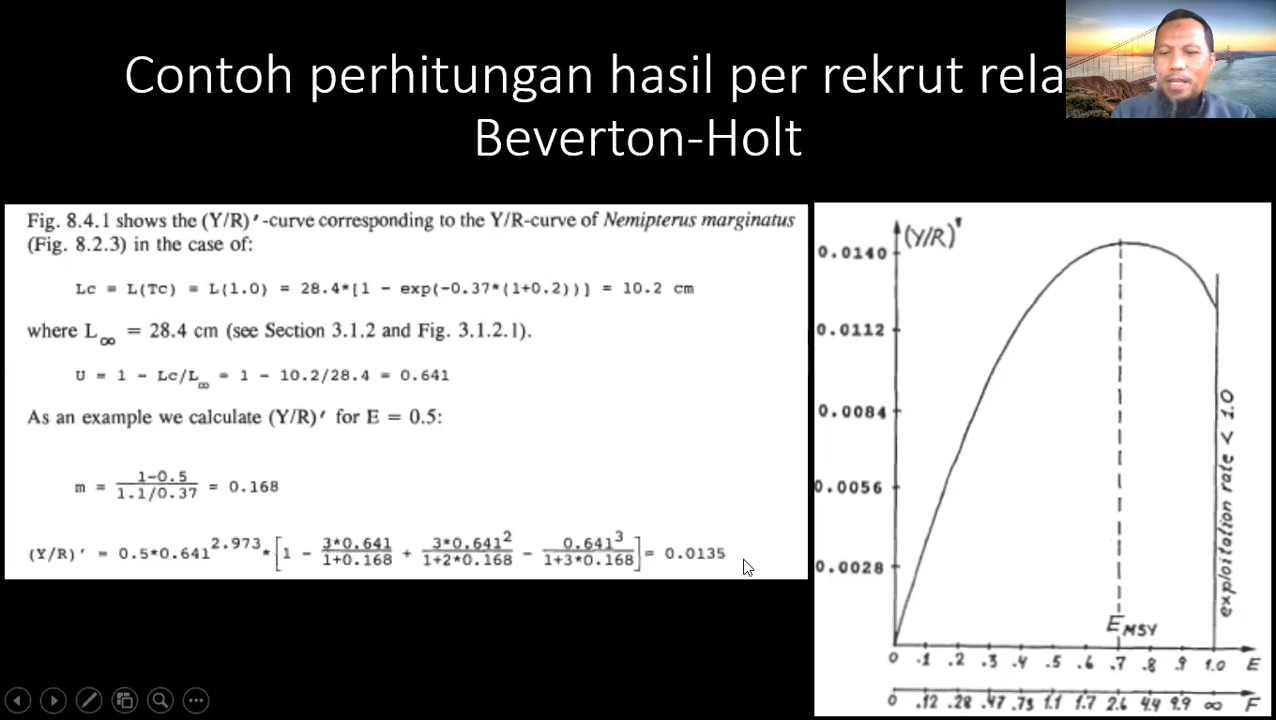 Contoh perhitungan hasil per rekrut rela
Beverton-Holt
Fig. 8.4.1 shows the (Y/R)′-curve corresponding to the Y/R-curve of Nemipterus marginatus
(Fig. 8.2.3) in the case of:
Lc = L(Tc) = L(1.0) = 28.4*[1 - exp(-0.37*(1+0.2))] = 10.2 cm
where L∞ = 28.4 cm (see Section 3.1.2 and Fig. 3.1.2.1).
U = 1 - Lc/L∞ = 1 - 10.2/28.4 = 0.641
As an example we calculate (Y/R)′ for E = 0.5:
m = 1-0.5 / 1.1/0.37 = 0.168
(Y/R)′ = 0.5*0.641^2.973*[1 - 3*0.641 / 1+0.168 + 3*0.641^2 / 1+2*0.168 - 0.641^3 / 1+3*0.168] = 0.0135
(Y/R)′
0.0140
0.0112
0.0084
0.0056
0.0028
exploitation rate < 1.0
EMSY
0 .1 .2 .3 .4 .5 .6 .7 .8 .9 1.0 E
0 .12 .28 .47 .73 1.1 1.7 2.6 4.4 9.9 ∞ F